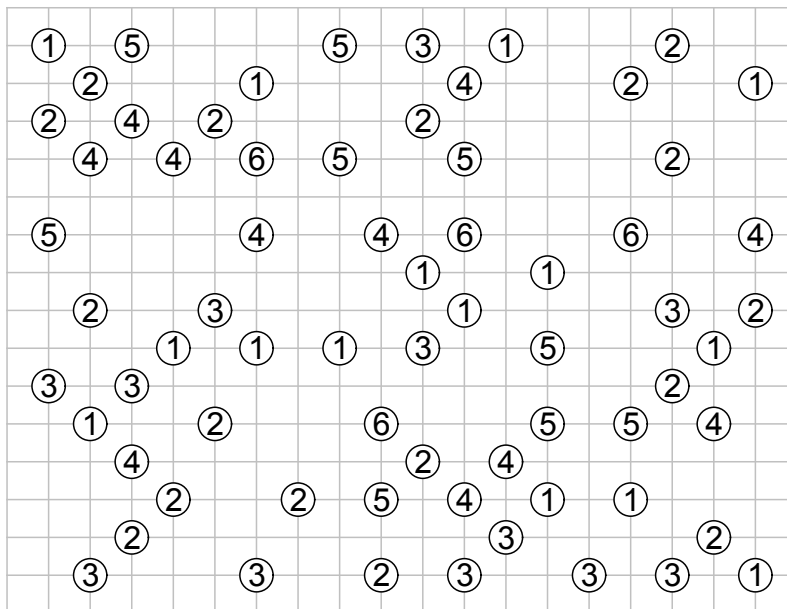 1 5 5 3 1 2
2 1 4 2 1
2 4 2 2
4 4 6 5 5 2
5 4 4 6 6 4
1 1
2 3 1 3 2
1 1 1 3 5 1
3 3 2
1 2 6 5 5 4
4 2 4
2 2 5 4 1 1
2 3 2
3 3 2 3 3 3 1